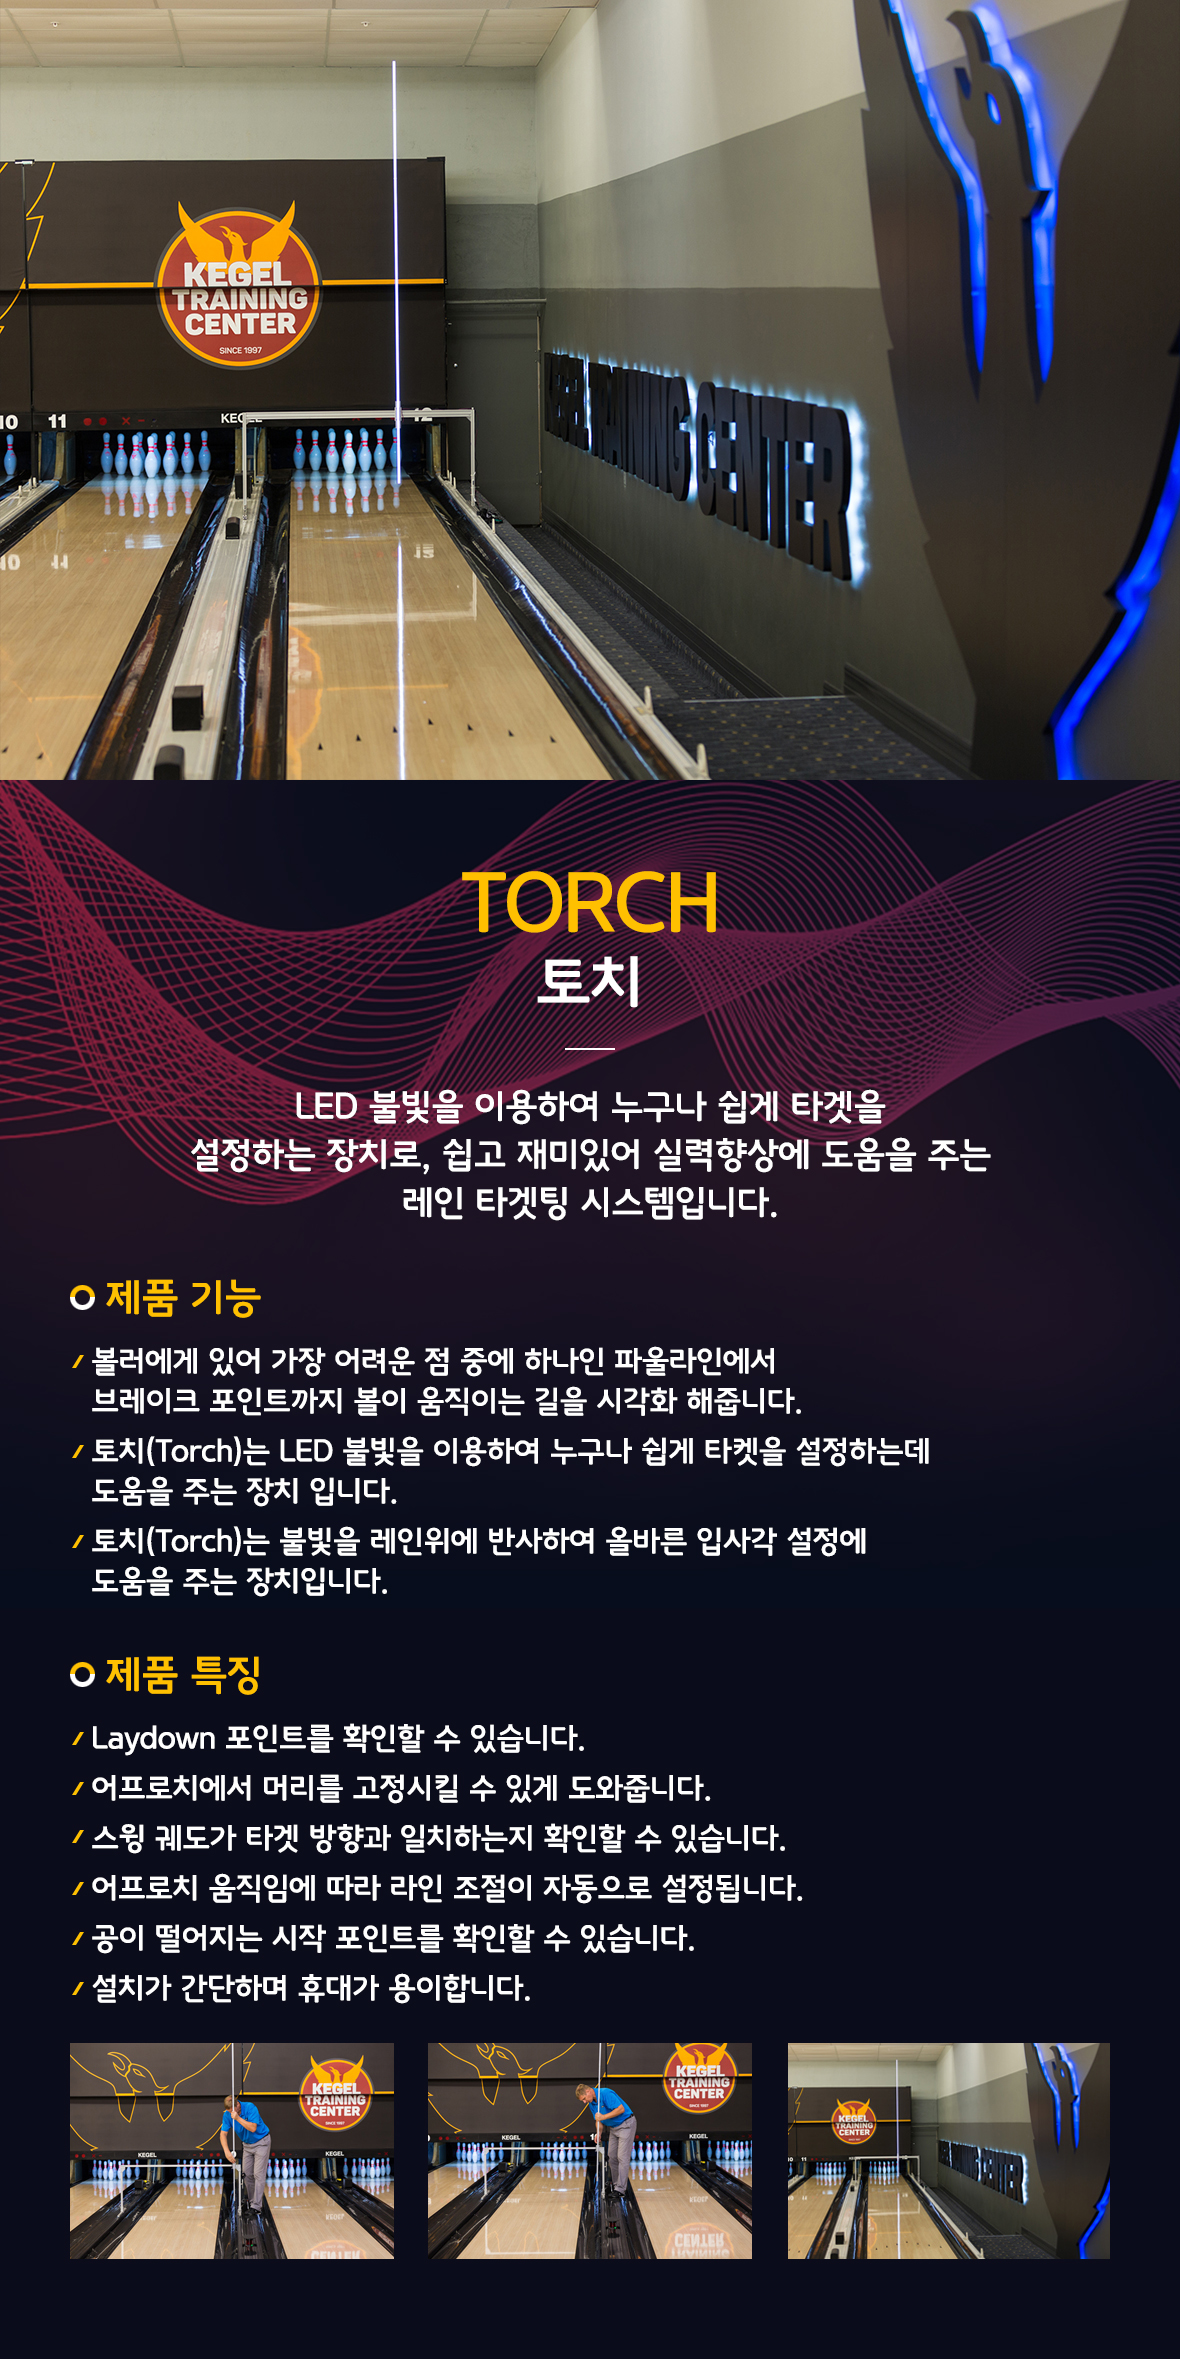 KEGEL
TRAINING
CENTER
SINCE 1997
10
11
KEGEL
12
KEGEL TRAINING CENTER
TORCH
토치
LED 불빛을 이용하여 누구나 쉽게 타겟을
설정하는 장치로, 쉽고 재미있어 실력향상에 도움을 주는
레인 타겟팅 시스템입니다.
제품 기능
볼러에게 있어 가장 어려운 점 중에 하나인 파울라인에서
브레이크 포인트까지 볼이 움직이는 길을 시각화 해줍니다.
토치(Torch)는 LED 불빛을 이용하여 누구나 쉽게 타켓을 설정하는데
도움을 주는 장치 입니다.
토치(Torch)는 불빛을 레인위에 반사하여 올바른 입사각 설정에
도움을 주는 장치입니다.
제품 특징
Laydown 포인트를 확인할 수 있습니다.
어프로치에서 머리를 고정시킬 수 있게 도와줍니다.
스윙 궤도가 타겟 방향과 일치하는지 확인할 수 있습니다.
어프로치 움직임에 따라 라인 조절이 자동으로 설정됩니다.
공이 떨어지는 시작 포인트를 확인할 수 있습니다.
설치가 간단하며 휴대가 용이합니다.
KEGEL
TRAINING
CENTER
SINCE 1997
KEGEL
KEGEL
KEGEL
TRAINING
CENTER
SINCE 1997
KEGEL
KEGEL
KEGEL
TRAINING
CENTER
10
11
KEGEL